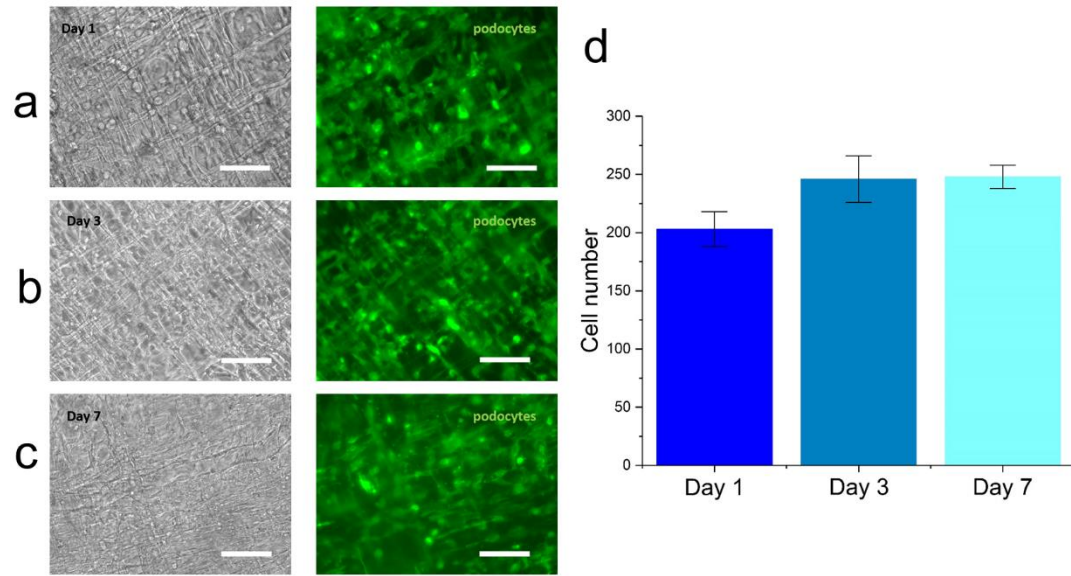 a
Day 1
podocytes
b
Day 3
podocytes
c
Day 7
podocytes
d
300
250
200
150
100
50
0
Cell number
Day 1 Day 3 Day 7